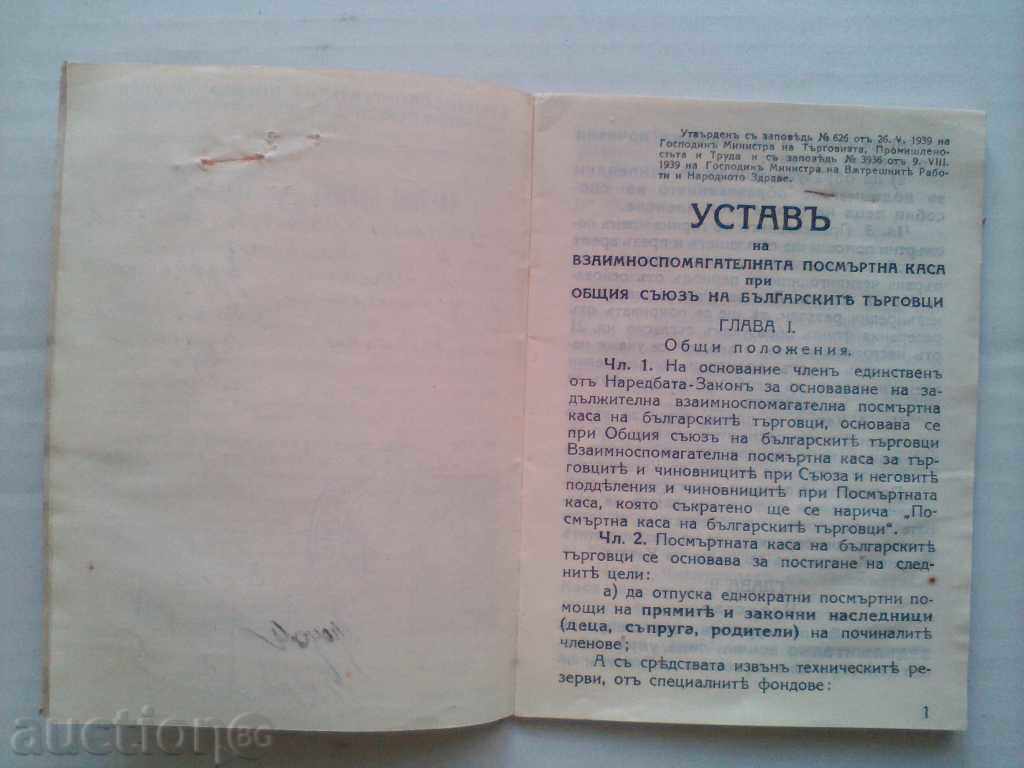 Утвърденъ съ заповѣдь № 626 отъ 26. V. 1939 на
Господинъ Министра на Търговията, Промишлено-
стьта и Труда и съ заповѣдь № 3936 отъ 9. VIII.
1939 на Господинъ Министра на Вѫтрешнитѣ Рабо-
ти и Народното Здраве.
УСТАВЪ
на
ВЗАИМНОСПОМАГАТЕЛНАТА ПОСМЪРТНА КАСА
при
ОБЩИЯ СЪЮЗЪ НА БЪЛГАРСКИТѢ ТЪРГОВЦИ
ГЛАВА I.
Общи положения.
Чл. 1. На основание членъ единственъ
отъ Наредбата-Законъ за основаване на за-
дължителна взаимноспомагателна посмъртна
каса на българскитѣ търговци, основава се
при Общия съюзъ на българскитѣ търговци
Взаимноспомагателна посмъртна каса за тър-
говцитѣ и чиновницитѣ при Съюза и неговитѣ
подделения и чиновницитѣ при Посмъртната
каса, която съкратено ще се нарича „По-
смъртна каса на българскитѣ търговци“.
Чл. 2. Посмъртната каса на българскитѣ
търговци се основава за постигане на след-
нитѣ цели:
а) да отпуска еднократни посмъртни по-
мощи на прямитѣ и законни наследници
(деца, съпруга, родители) на починалитѣ
членове;
А съ срѣдствата извънъ техническитѣ ре-
зерви, отъ специалнитѣ фондове:
1
auction BG